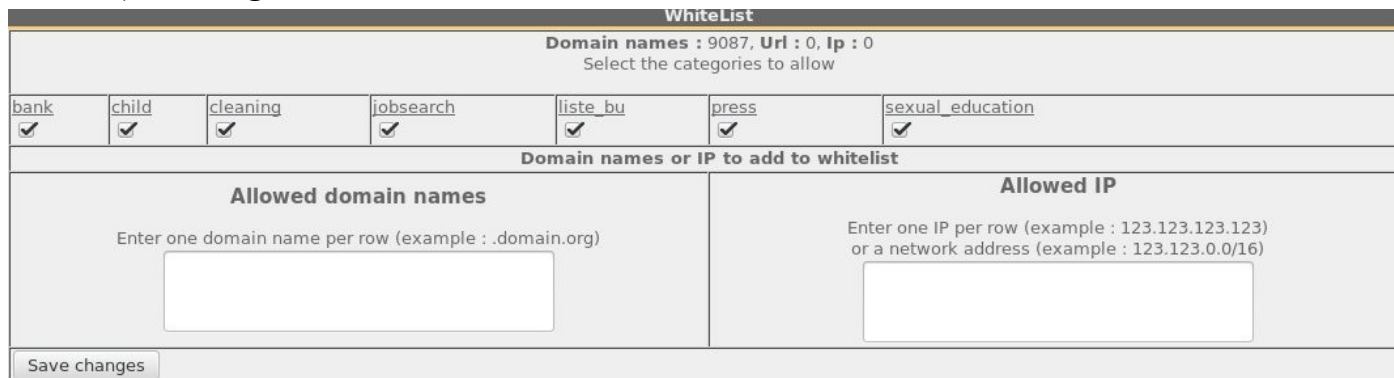 WhiteList
Domain names : 9087, Url : 0, Ip : 0
Select the categories to allow
bank child cleaning jobsearch liste_bu press sexual_education
Domain names or IP to add to whitelist
Allowed domain names
Enter one domain name per row (example : .domain.org)
Allowed IP
Enter one IP per row (example : 123.123.123.123)
or a network address (example : 123.123.0.0/16)
Save changes